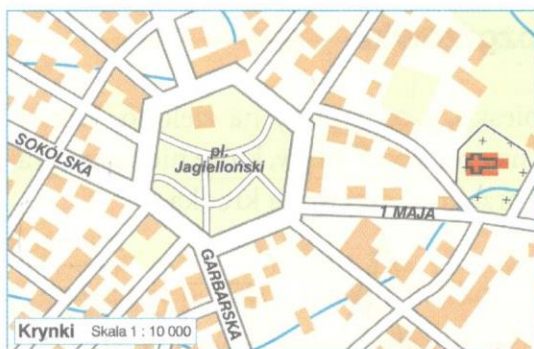 SOKÓLSKA
pl.
Jagielloński
1 MAJA
GARBARSKA
Krynki Skala 1 : 10 000